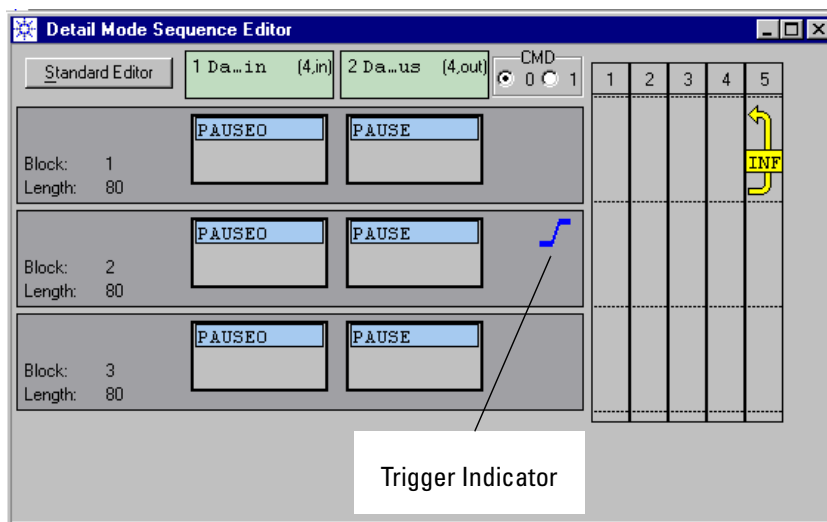 Detail Mode Sequence Editor
Standard Editor
1 Da…in (4,in)
2 Da…us (4,out)
CMD
0 1
1 2 3 4 5
PAUSE0 PAUSE
INF
Block: 1
Length: 80
PAUSE0 PAUSE
Block: 2
Length: 80
PAUSE0 PAUSE
Block: 3
Length: 80
Trigger Indicator